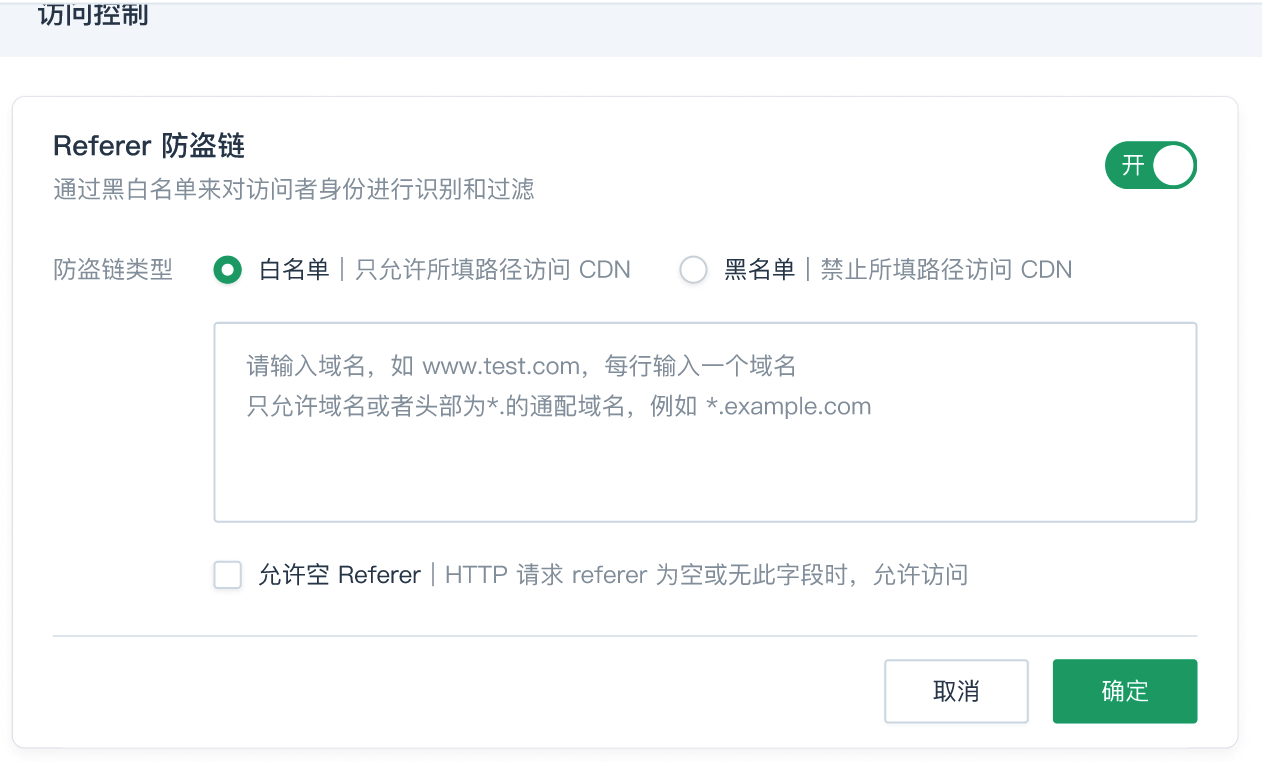 访问控制
Referer 防盗链
开
通过黑白名单来对访问者身份进行识别和过滤
防盗链类型 白名单｜只允许所填路径访问 CDN 黑名单｜禁止所填路径访问 CDN
请输入域名，如 www.test.com，每行输入一个域名
只允许域名或者头部为*.的通配域名，例如 *.example.com
允许空 Referer｜HTTP 请求 referer 为空或无此字段时，允许访问
取消 确定